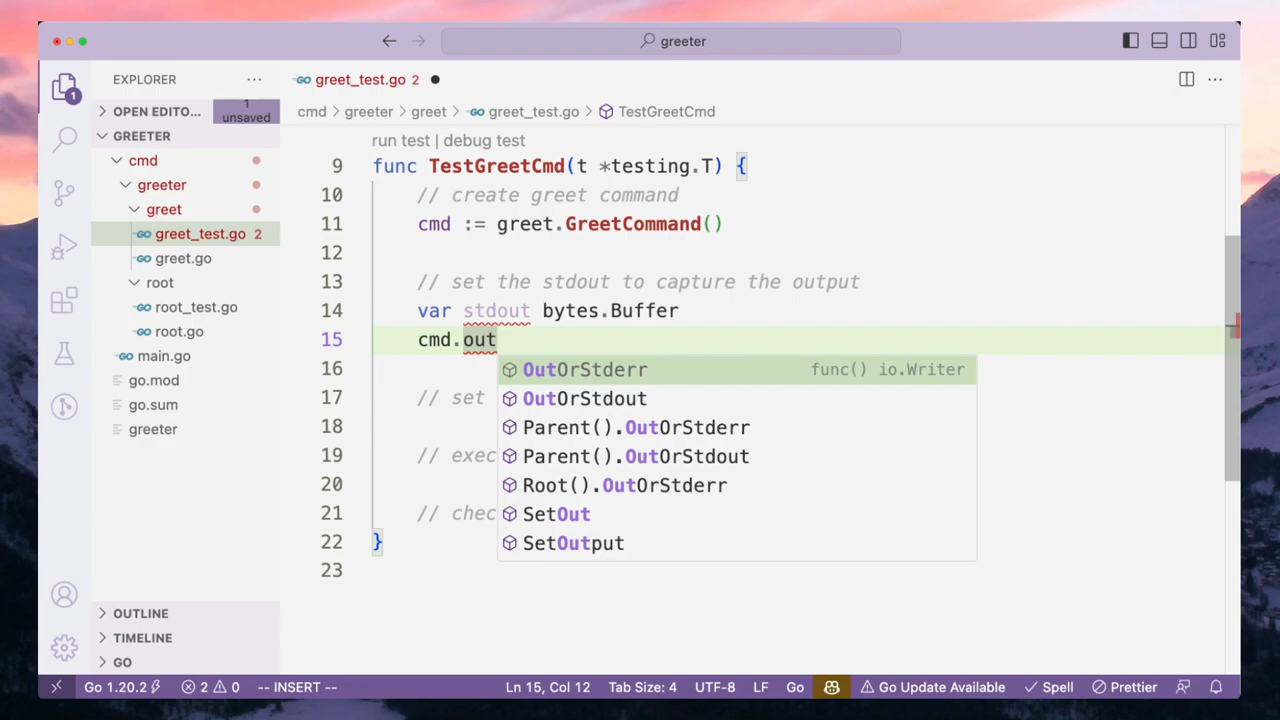 greeter
EXPLORER
OPEN EDITO...
1 unsaved
GREETER
cmd
greeter
greet
greet_test.go 2
greet.go
root
root_test.go
root.go
main.go
go.mod
go.sum
greeter
OUTLINE
TIMELINE
GO
1
greet_test.go 2
cmd > greeter > greet > greet_test.go > TestGreetCmd
run test | debug test
9 func TestGreetCmd(t *testing.T) {
10 // create greet command
11 cmd := greet.GreetCommand()
12
13 // set the stdout to capture the output
14 var stdout bytes.Buffer
15 cmd.out
16
17 // set
18
19 // exec
20
21 // chec
22 }
23
OutOrStderr func() io.Writer
OutOrStdout
Parent().OutOrStderr
Parent().OutOrStdout
Root().OutOrStderr
SetOut
SetOutput
Go 1.20.2 2 0 -- INSERT -- Ln 15, Col 12 Tab Size: 4 UTF-8 LF Go Go Update Available Spell Prettier